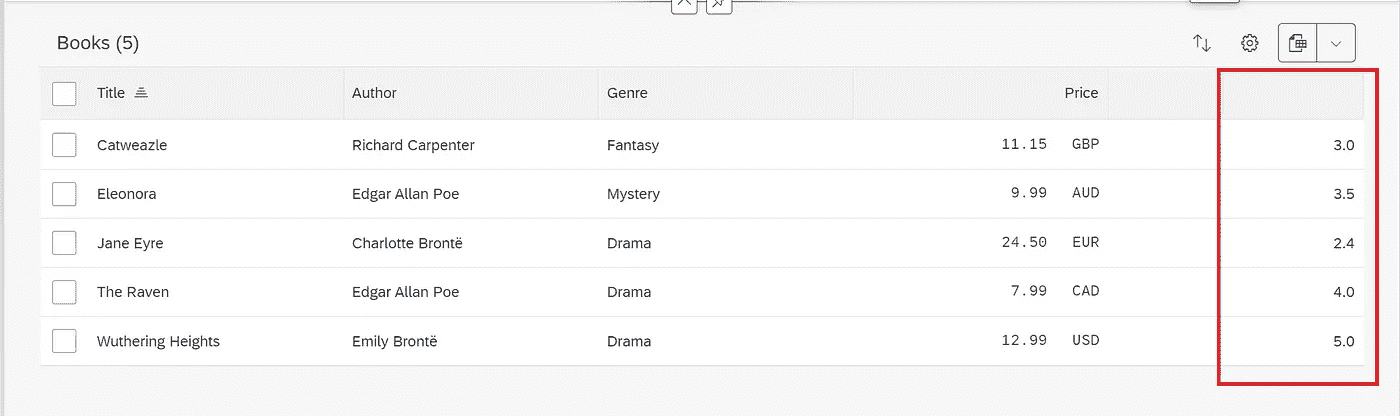 Books (5)
Title Author Genre Price
Catweazle Richard Carpenter Fantasy 11.15 GBP 3.0
Eleonora Edgar Allan Poe Mystery 9.99 AUD 3.5
Jane Eyre Charlotte Brontë Drama 24.50 EUR 2.4
The Raven Edgar Allan Poe Drama 7.99 CAD 4.0
Wuthering Heights Emily Brontë Drama 12.99 USD 5.0